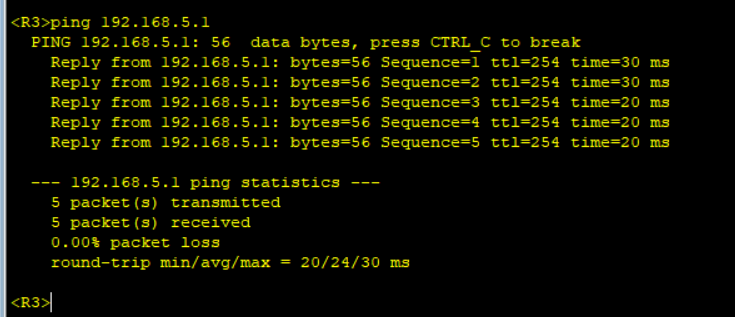 <R3>ping 192.168.5.1
PING 192.168.5.1: 56  data bytes, press CTRL_C to break
Reply from 192.168.5.1: bytes=56 Sequence=1 ttl=254 time=30 ms
Reply from 192.168.5.1: bytes=56 Sequence=2 ttl=254 time=30 ms
Reply from 192.168.5.1: bytes=56 Sequence=3 ttl=254 time=20 ms
Reply from 192.168.5.1: bytes=56 Sequence=4 ttl=254 time=20 ms
Reply from 192.168.5.1: bytes=56 Sequence=5 ttl=254 time=20 ms
--- 192.168.5.1 ping statistics ---
5 packet(s) transmitted
5 packet(s) received
0.00% packet loss
round-trip min/avg/max = 20/24/30 ms
<R3>